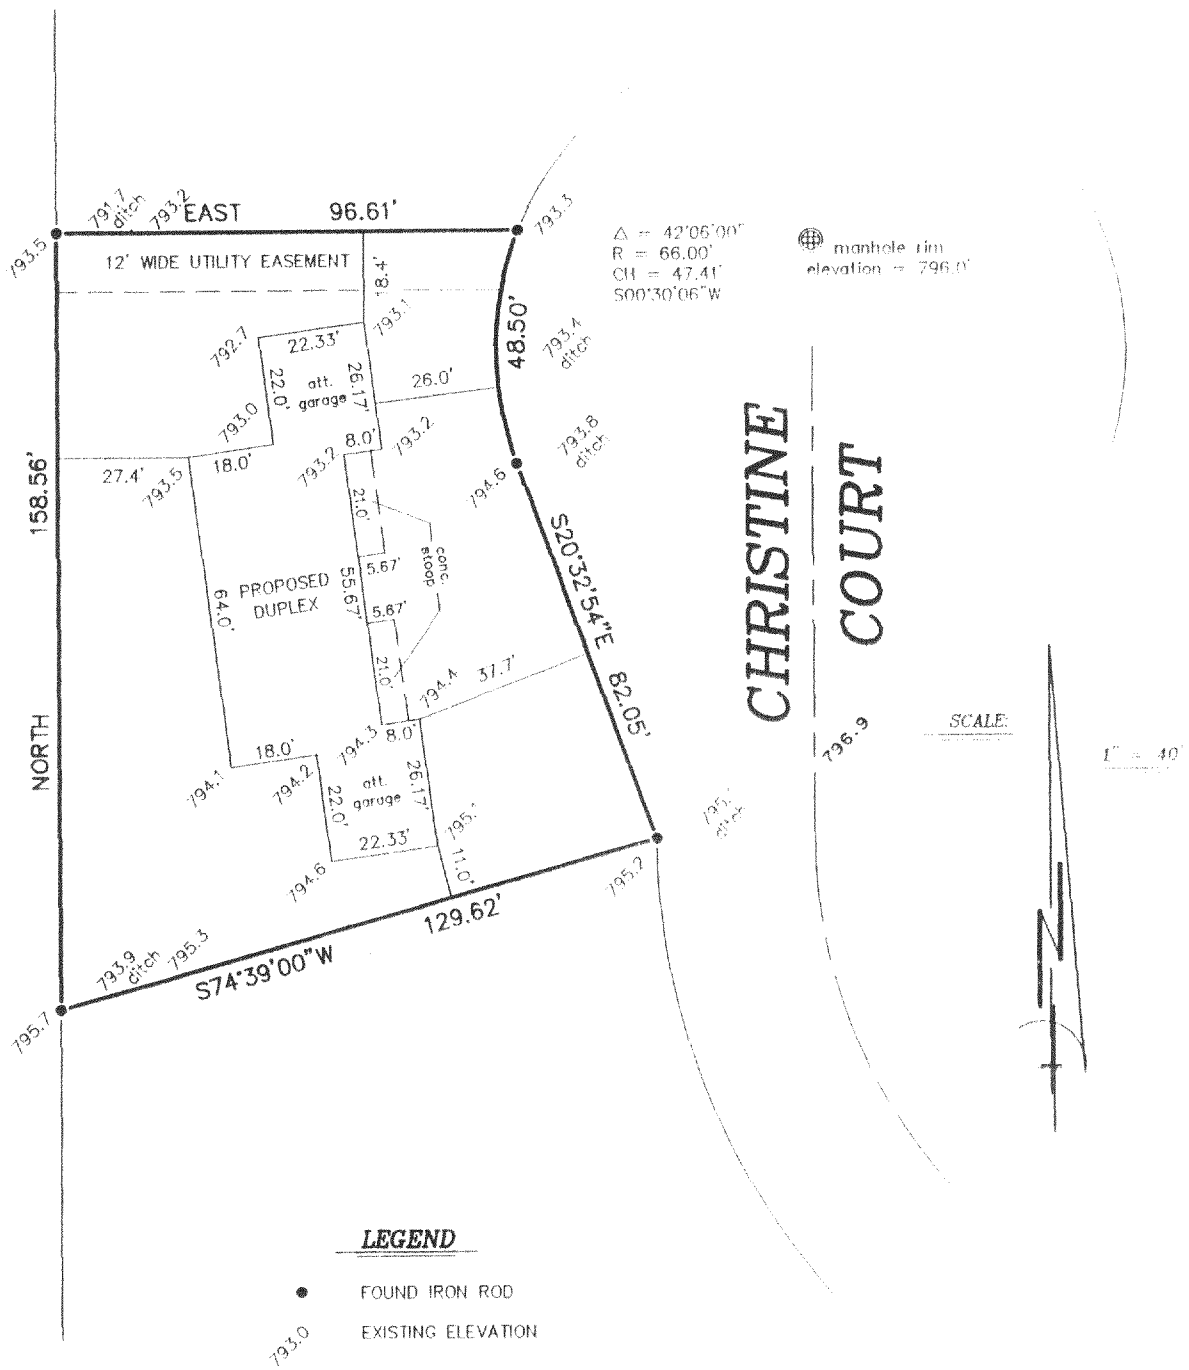 791.7
ditch
793.2
EAST 96.61'
793.3
793.5
12' WIDE UTILITY EASEMENT
18.4'
Δ = 42°06'00"
R = 66.00'
CH = 47.41'
S00°30'06"W
manhole rim
elevation = 796.0'
793.1
792.7
22.33'
48.50'
793.4
ditch
22.0'
att.
garage
26.17'
26.0'
793.0
8.0'
793.2
793.2
793.8
ditch
794.6
27.4'
793.5
18.0'
158.56'
NORTH
21.0'
conc.
stoop
S20°32'54"E 82.05'
CHRISTINE
COURT
64.0'
PROPOSED
DUPLEX
55.67'
5.67'
5.67'
21.0'
794.4
37.7'
794.3
8.0'
796.9
SCALE:
1" = 40'
18.0'
794.1
794.2
22.0'
att.
garage
26.17'
22.33'
794.6
11.0'
ditch
795.2
129.62'
S74°39'00"W
793.9
ditch
795.3
795.7
N
LEGEND
FOUND IRON ROD
793.0
EXISTING ELEVATION